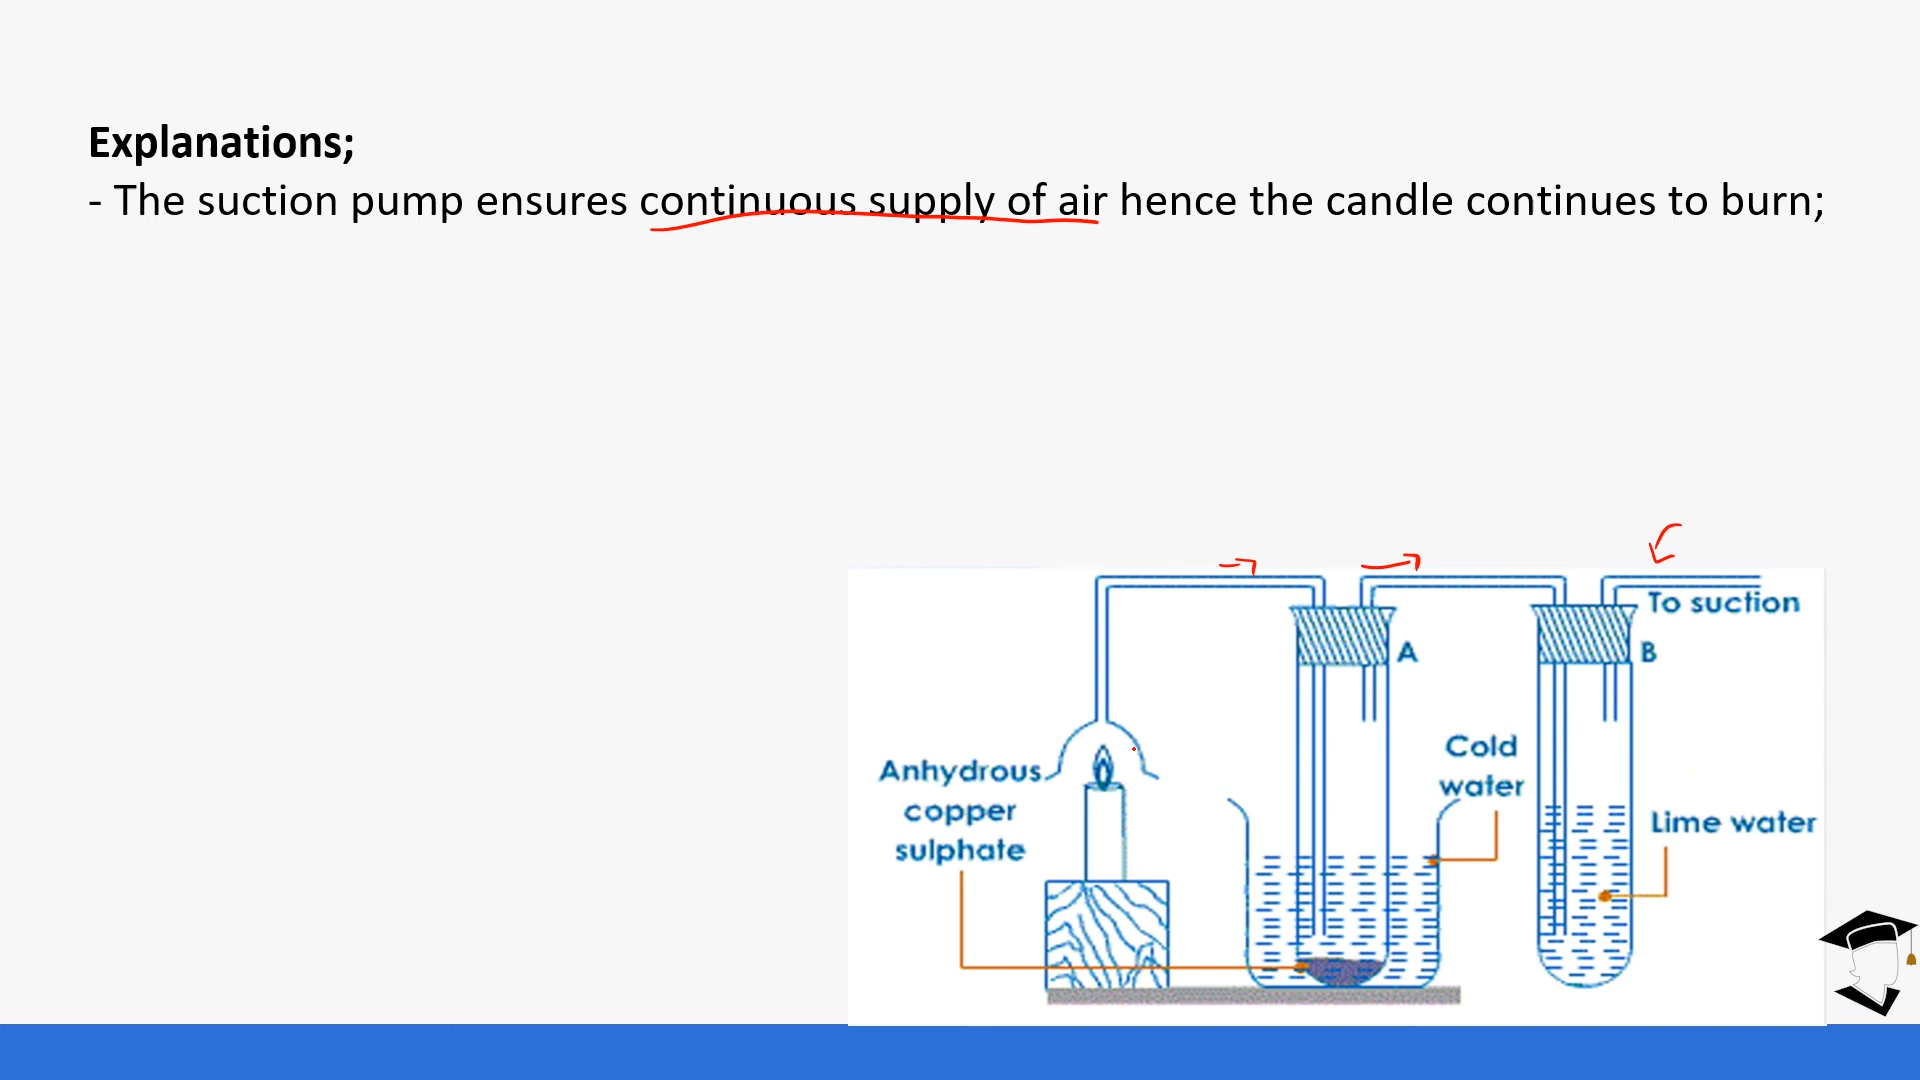 Explanations;
- The suction pump ensures continuous supply of air hence the candle continues to burn;
To suction
A
B
Cold
water
Anhydrous
copper
sulphate
Lime water